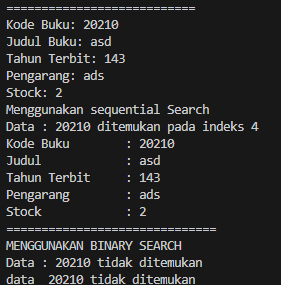 ===========================
Kode Buku: 20210
Judul Buku: asd
Tahun Terbit: 143
Pengarang: ads
Stock: 2
Menggunakan sequential Search
Data : 20210 ditemukan pada indeks 4
Kode Buku       : 20210
Judul           : asd
Tahun Terbit    : 143
Pengarang       : ads
Stock           : 2
==============================
MENGGUNAKAN BINARY SEARCH
Data : 20210 tidak ditemukan
data  20210 tidak ditemukan